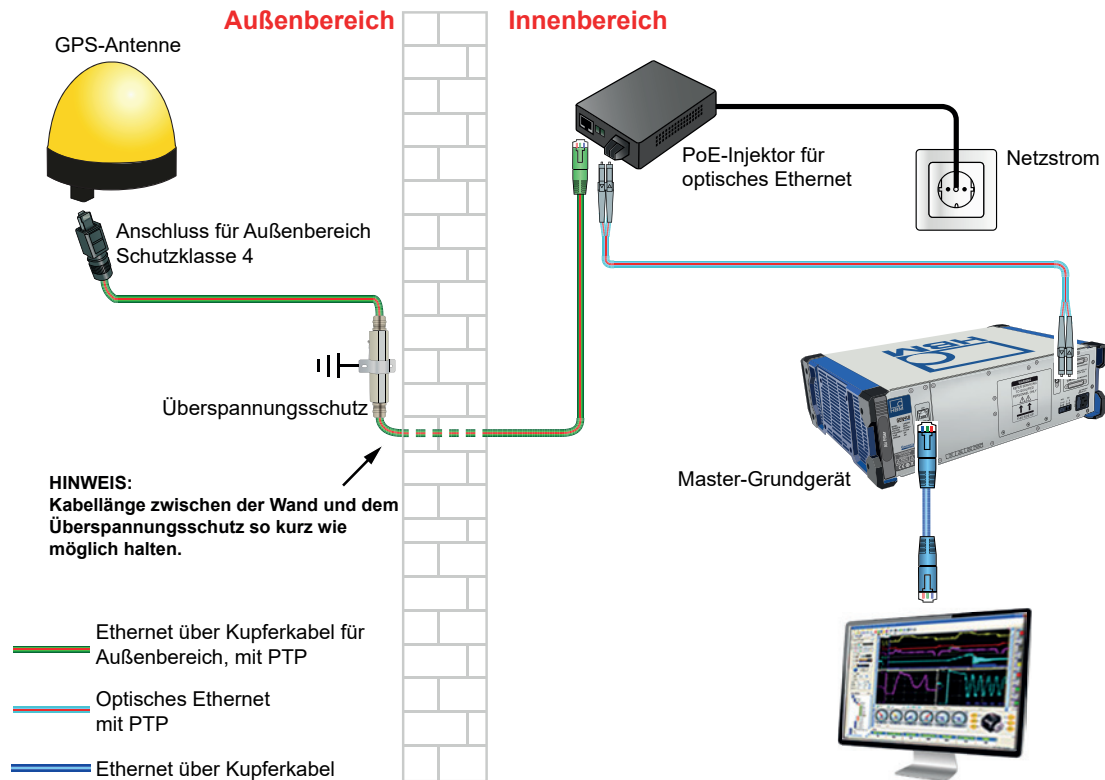 Außenbereich
Innenbereich
GPS-Antenne
PoE-Injektor für
optisches Ethernet
Netzstrom
Anschluss für Außenbereich
Schutzklasse 4
HBM
Überspannungsschutz
Master-Grundgerät
HINWEIS:
Kabellänge zwischen der Wand und dem
Überspannungsschutz so kurz wie
möglich halten.
Ethernet über Kupferkabel für
Außenbereich, mit PTP
Optisches Ethernet
mit PTP
Ethernet über Kupferkabel